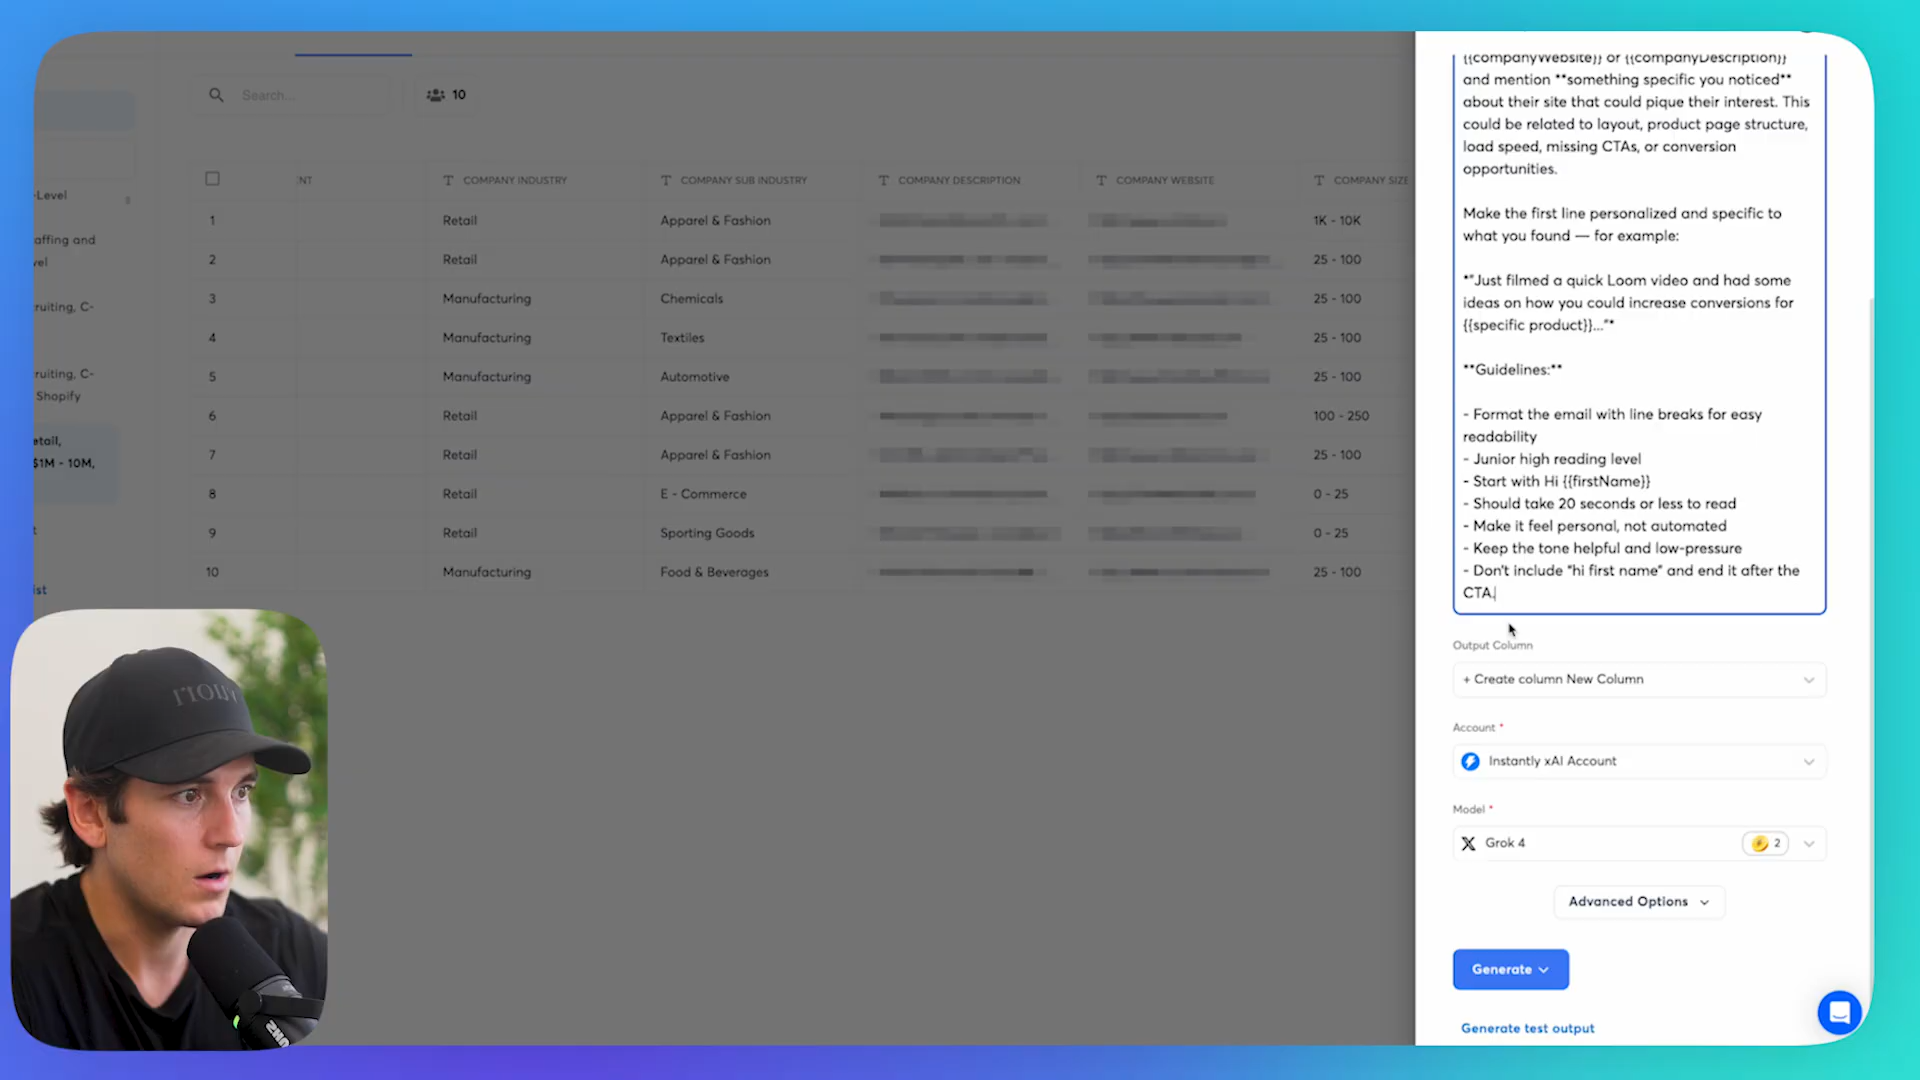 Search...
10
NT
COMPANY INDUSTRY
COMPANY SUB INDUSTRY
COMPANY DESCRIPTION
COMPANY WEBSITE
COMPANY SIZE
1
Retail
Apparel & Fashion
1K - 10K
2
Retail
Apparel & Fashion
25 - 100
3
Manufacturing
Chemicals
25 - 100
4
Manufacturing
Textiles
25 - 100
5
Manufacturing
Automotive
25 - 100
6
Retail
Apparel & Fashion
100 - 250
7
Retail
Apparel & Fashion
25 - 100
8
Retail
E - Commerce
0 - 25
9
Retail
Sporting Goods
0 - 25
10
Manufacturing
Food & Beverages
25 - 100
-Level
affing and
vel
ruiting, C-
ruiting, C-
Shopify
etail,
$1M - 10M,
t
ist
{{companyWebsite}} or {{companyDescription}}
and mention **something specific you noticed**
about their site that could pique their interest. This
could be related to layout, product page structure,
load speed, missing CTAs, or conversion
opportunities.
Make the first line personalized and specific to
what you found — for example:
*"Just filmed a quick Loom video and had some
ideas on how you could increase conversions for
{{specific product}}..."*
**Guidelines:**
- Format the email with line breaks for easy
readability
- Junior high reading level
- Start with Hi {{firstName}}
- Should take 20 seconds or less to read
- Make it feel personal, not automated
- Keep the tone helpful and low-pressure
- Don't include "hi first name" and end it after the
CTA.
Output Column
+ Create column New Column
Account *
Instantly xAI Account
Model *
Grok 4
2
Advanced Options
Generate
Generate test output